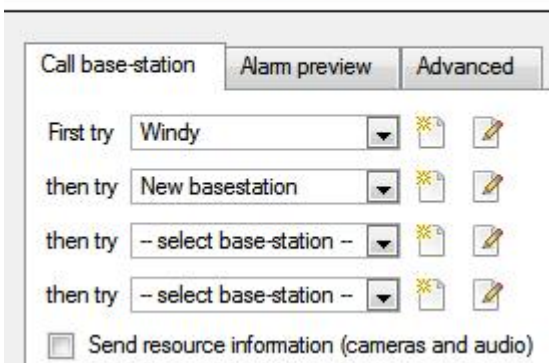 Call base-station Alarm preview Advanced
First try Windy
then try New basestation
then try -- select base-station --
then try -- select base-station --
Send resource information (cameras and audio)